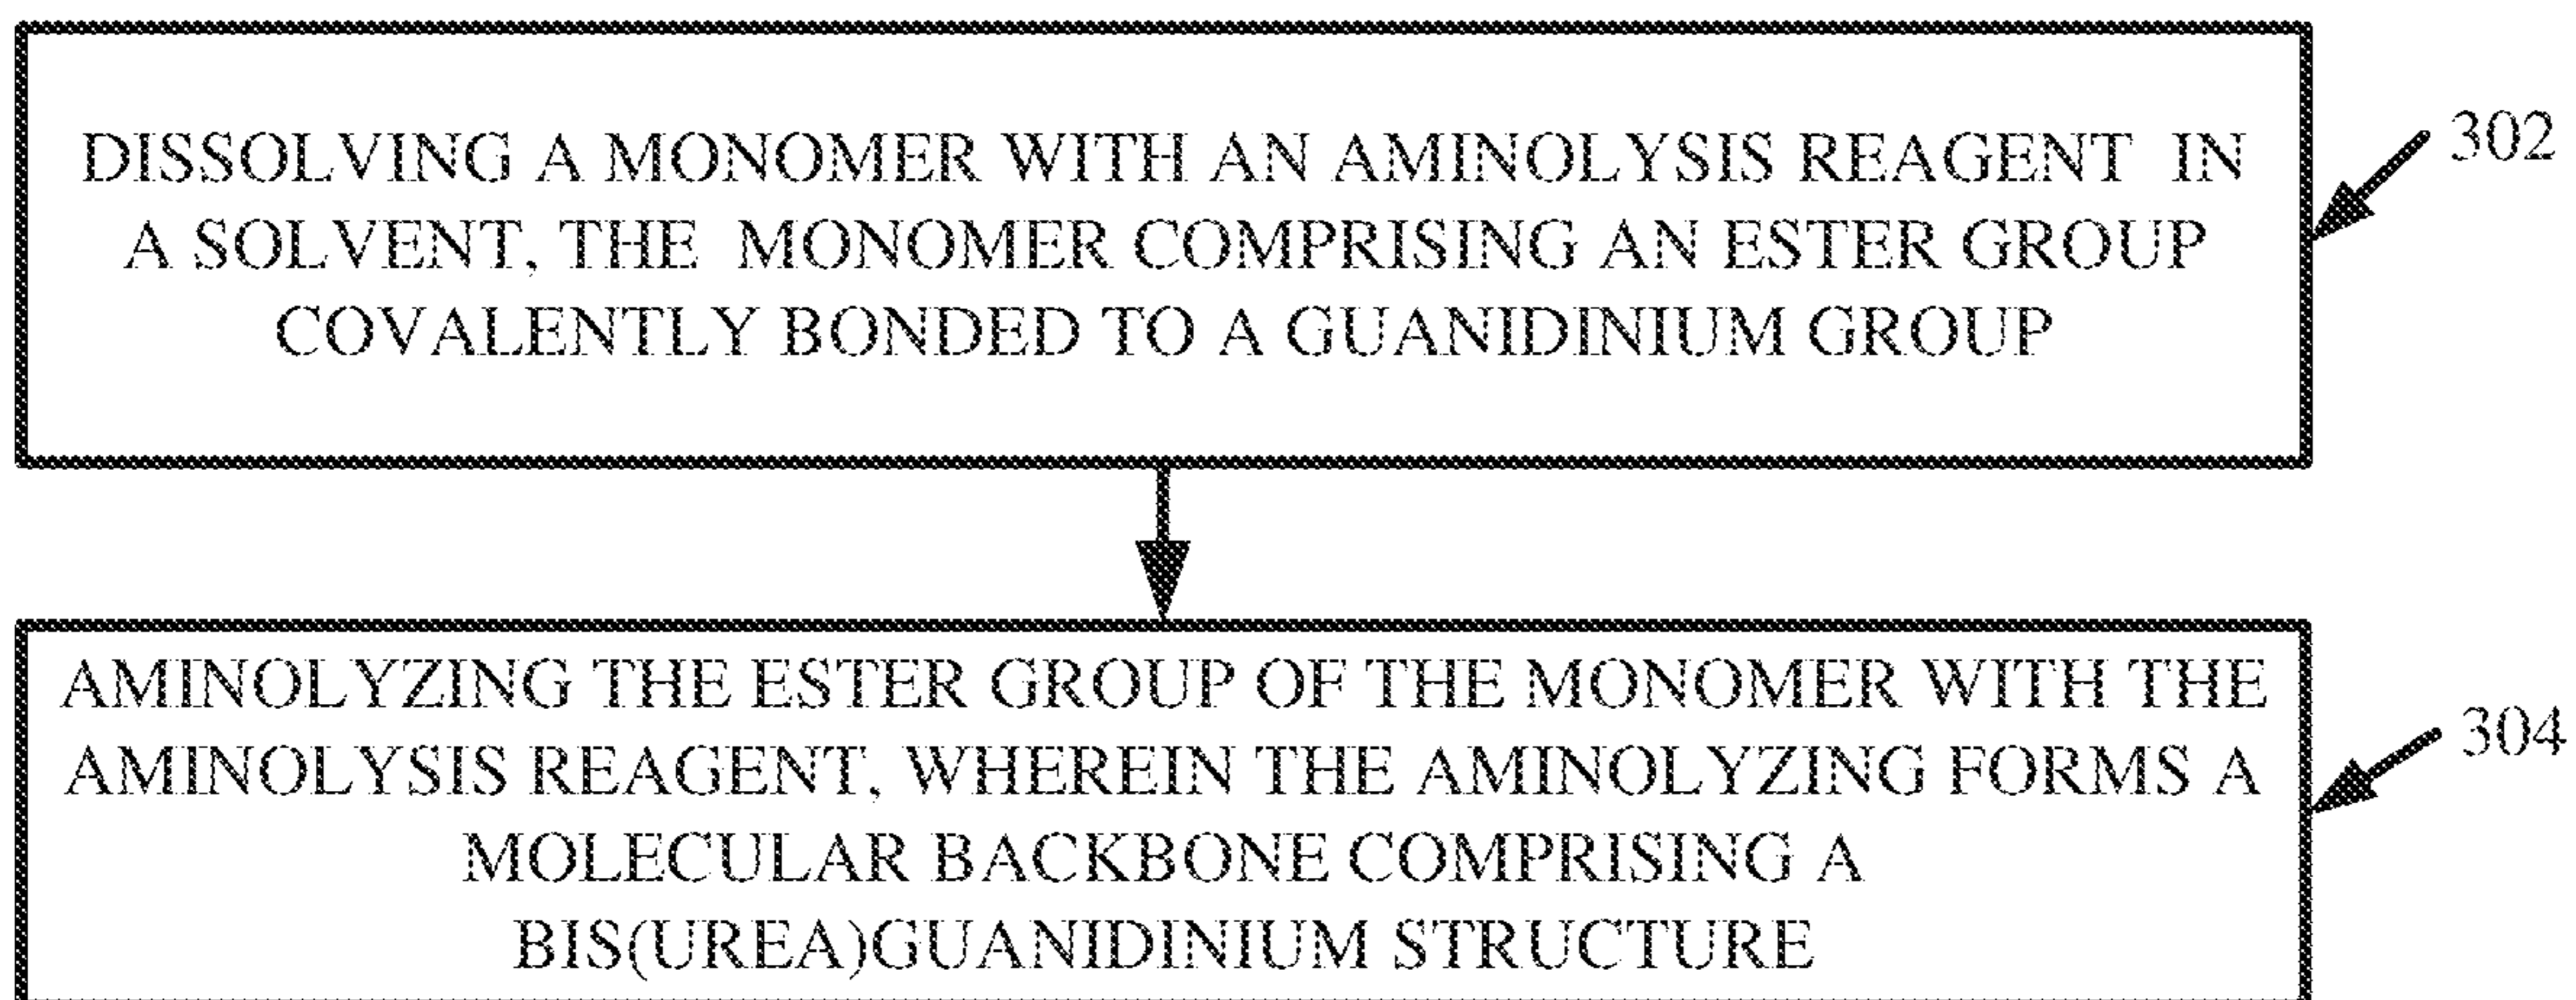 DISSOLVING A MONOMER WITH AN AMINOLYSIS REAGENT IN
A SOLVENT, THE MONOMER COMPRISING AN ESTER GROUP
COVALENTLY BONDED TO A GUANIDINIUM GROUP
302
AMINOLYZING THE ESTER GROUP OF THE MONOMER WITH THE
AMINOLYSIS REAGENT, WHEREIN THE AMINOLYZING FORMS A
MOLECULAR BACKBONE COMPRISING A
BIS(UREA)GUANIDINIUM STRUCTURE
304